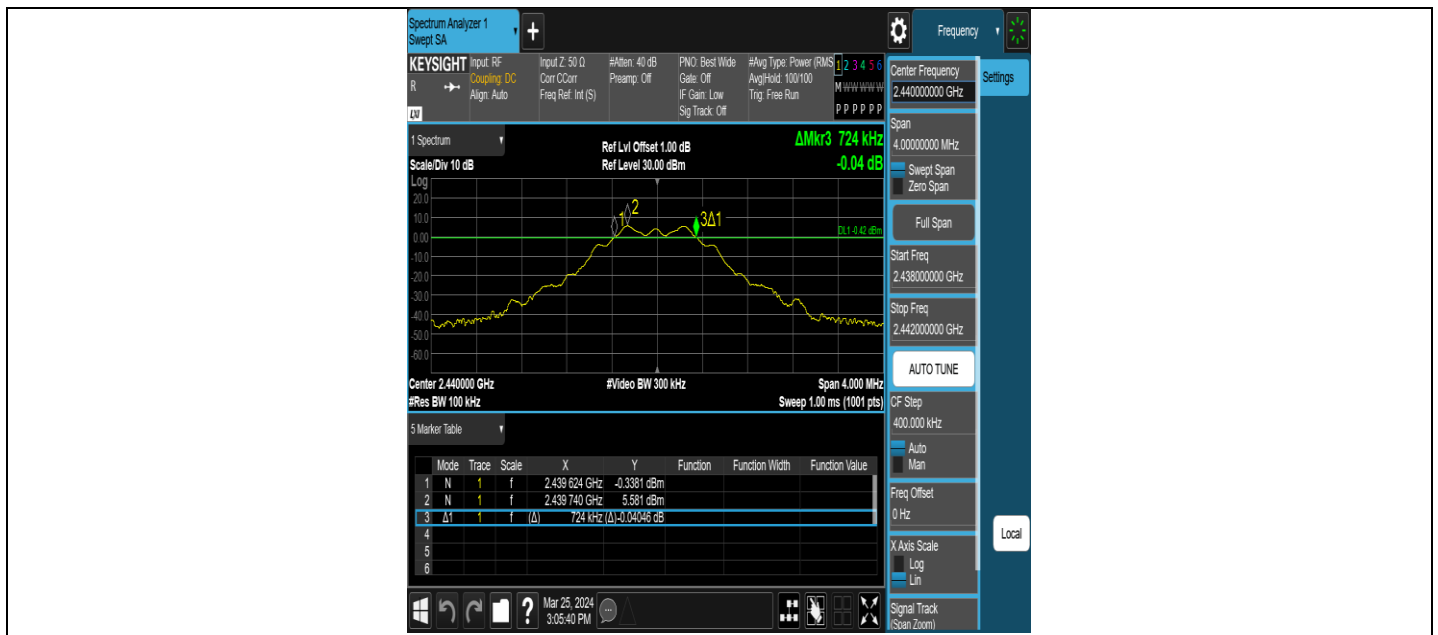 Spectrum Analyzer 1
Swept SA
+
Frequency
KEYSIGHT
R
LXI
Input: RF
Coupling: DC
Align: Auto
Input Z: 50 Ω
Corr CCorr
Freq Ref: Int (S)
#Atten: 40 dB
Preamp: Off
PNO: Best Wide
Gate: Off
IF Gain: Low
Sig Track: Off
#Avg Type: Power (RMS
Avg|Hold: 100/100
Trig: Free Run
1 2 3 4 5 6
M W W W W W
P P P P P P
1 Spectrum
Scale/Div 10 dB
Ref Lvl Offset 1.00 dB
Ref Level 30.00 dBm
ΔMkr3 724 kHz
-0.04 dB
Log
20.0
10.0
0.00
-10.0
-20.0
-30.0
-40.0
-50.0
-60.0
1
2
3Δ1
DL1 -0.42 dBm
Center 2.440000 GHz
#Video BW 300 kHz
Span 4.000 MHz
#Res BW 100 kHz
Sweep 1.00 ms (1001 pts)
5 Marker Table
Mode Trace Scale X Y Function Function Width Function Value
1 N 1 f 2.439 624 GHz -0.3381 dBm
2 N 1 f 2.439 740 GHz 5.581 dBm
3 Δ1 1 f (Δ) 724 kHz (Δ) -0.04046 dB
4
5
6
?
Mar 25, 2024
3:05:40 PM
Center Frequency
2.440000000 GHz
Settings
Span
4.00000000 MHz
Swept Span
Zero Span
Full Span
Start Freq
2.438000000 GHz
Stop Freq
2.442000000 GHz
AUTO TUNE
CF Step
400.000 kHz
Auto
Man
Freq Offset
0 Hz
Local
X Axis Scale
Log
Lin
Signal Track
(Span Zoom)